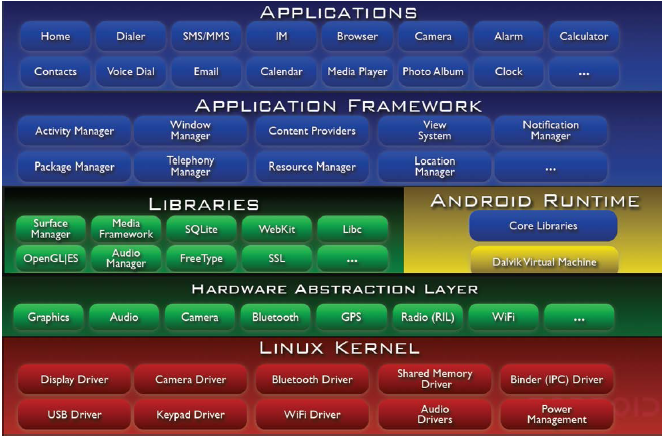 APPLICATIONS
Home Dialer SMS/MMS IM Browser Camera Alarm Calculator
Contacts Voice Dial Email Calendar Media Player Photo Album Clock ...
APPLICATION FRAMEWORK
Activity Manager Window Manager Content Providers View System Notification Manager
Package Manager Telephony Manager Resource Manager Location Manager ...
LIBRARIES
Surface Manager Media Framework SQLite WebKit Libc
OpenGL|ES Audio Manager FreeType SSL ...
ANDROID RUNTIME
Core Libraries
Dalvik Virtual Machine
HARDWARE ABSTRACTION LAYER
Graphics Audio Camera Bluetooth GPS Radio (RIL) WiFi ...
LINUX KERNEL
Display Driver Camera Driver Bluetooth Driver Shared Memory Driver Binder (IPC) Driver
USB Driver Keypad Driver WiFi Driver Audio Drivers Power Management